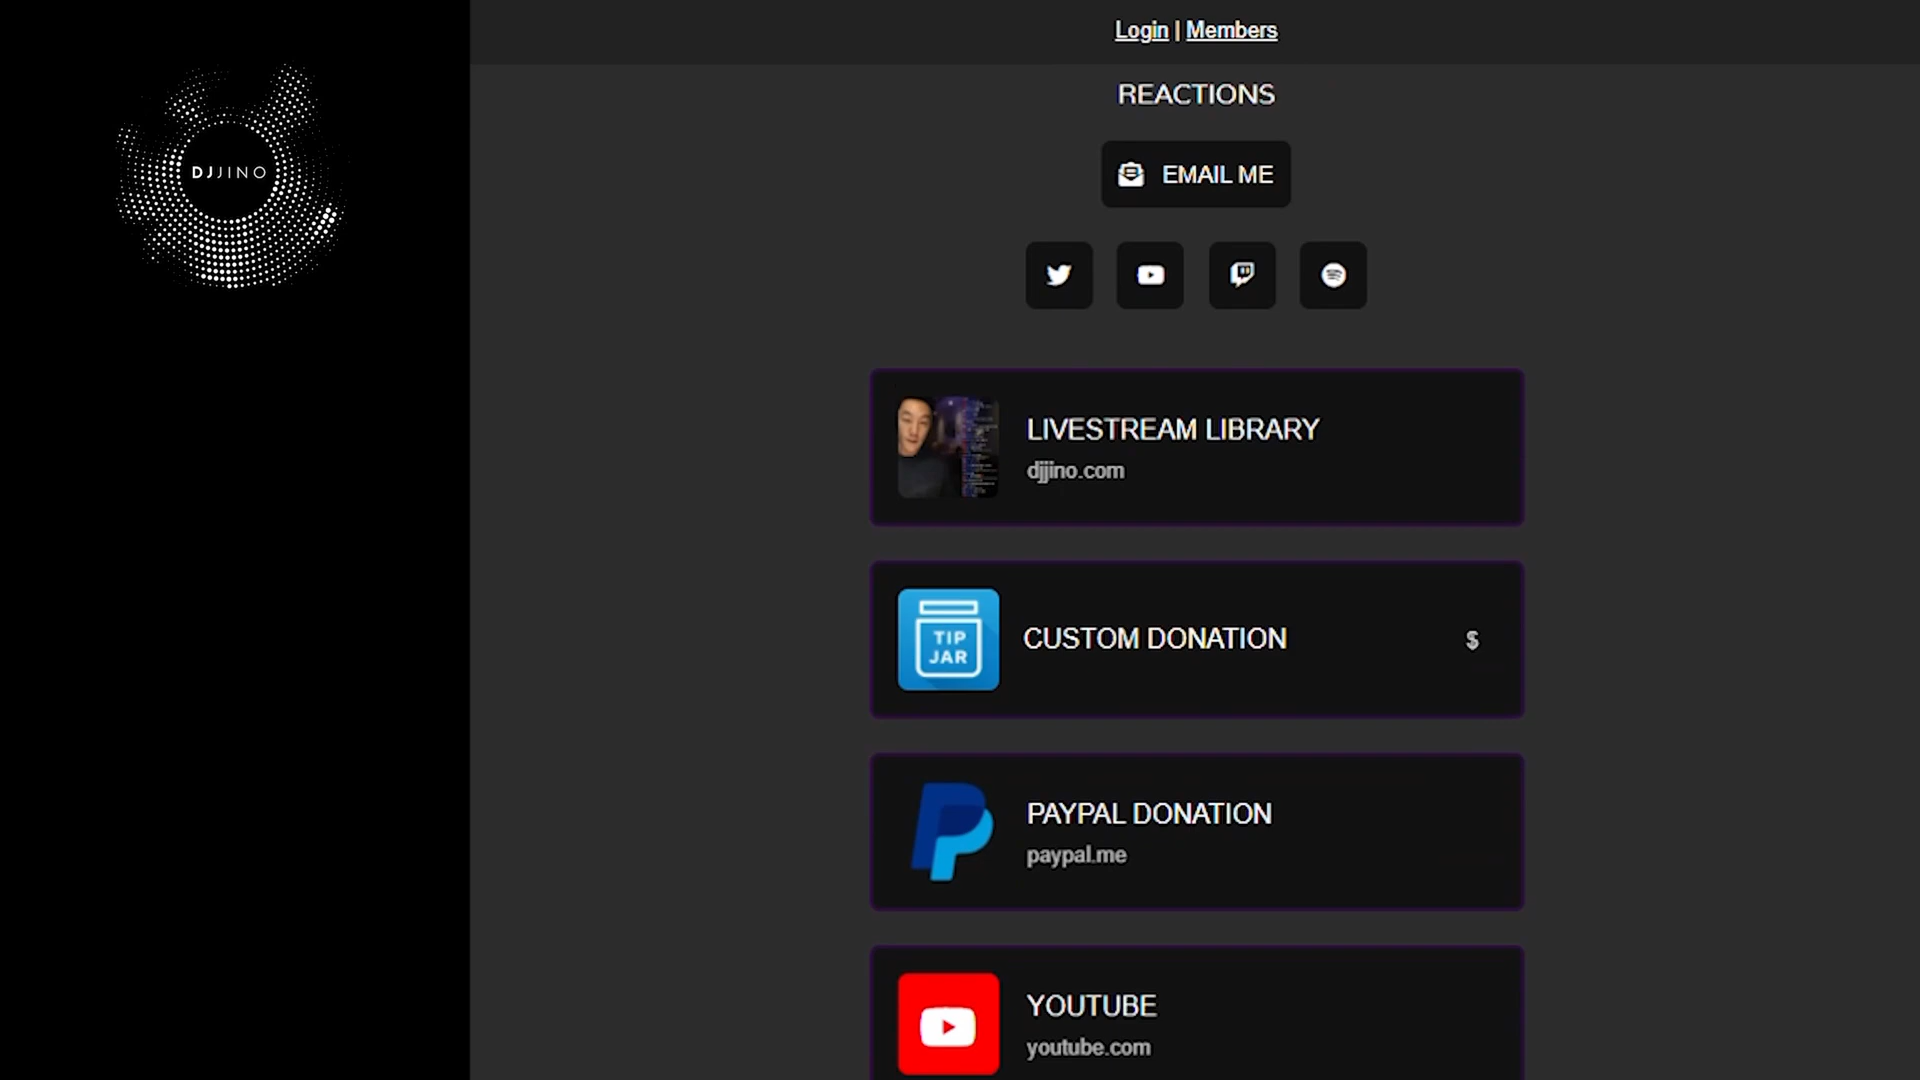 DJJINO
Login | Members
REACTIONS
EMAIL ME
LIVESTREAM LIBRARY
djjino.com
TIP
JAR
CUSTOM DONATION
$
PAYPAL DONATION
paypal.me
YOUTUBE
youtube.com